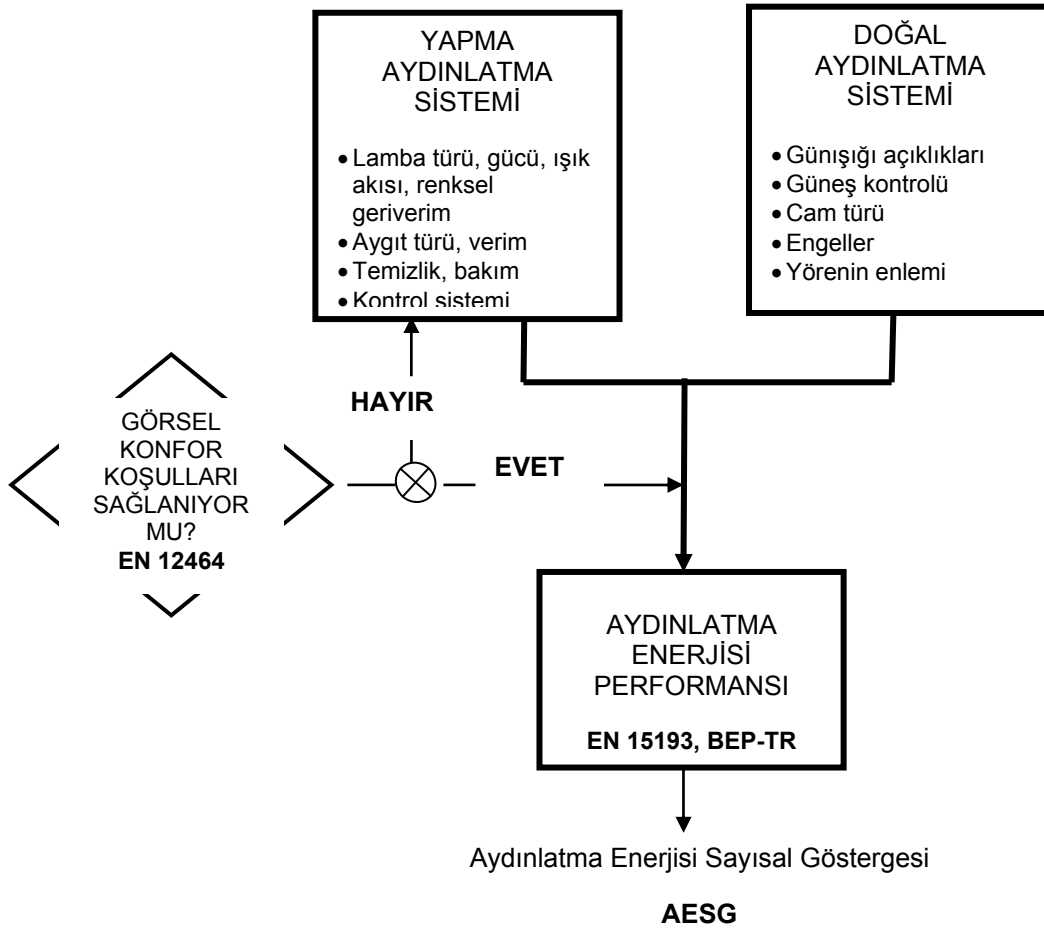 YAPMA
AYDINLATMA
SİSTEMİ
• Lamba türü, gücü, ışık
akısı, renksel
geriverim
• Aygıt türü, verim
• Temizlik, bakım
• Kontrol sistemi
DOĞAL
AYDINLATMA
SİSTEMİ
• Günışığı açıklıkları
• Güneş kontrolü
• Cam türü
• Engeller
• Yörenin enlemi
HAYIR
GÖRSEL
KONFOR
KOŞULLARI
SAĞLANIYOR
MU?
EN 12464
EVET
AYDINLATMA
ENERJİSİ
PERFORMANSI
EN 15193, BEP-TR
Aydınlatma Enerjisi Sayısal Göstergesi
AESG